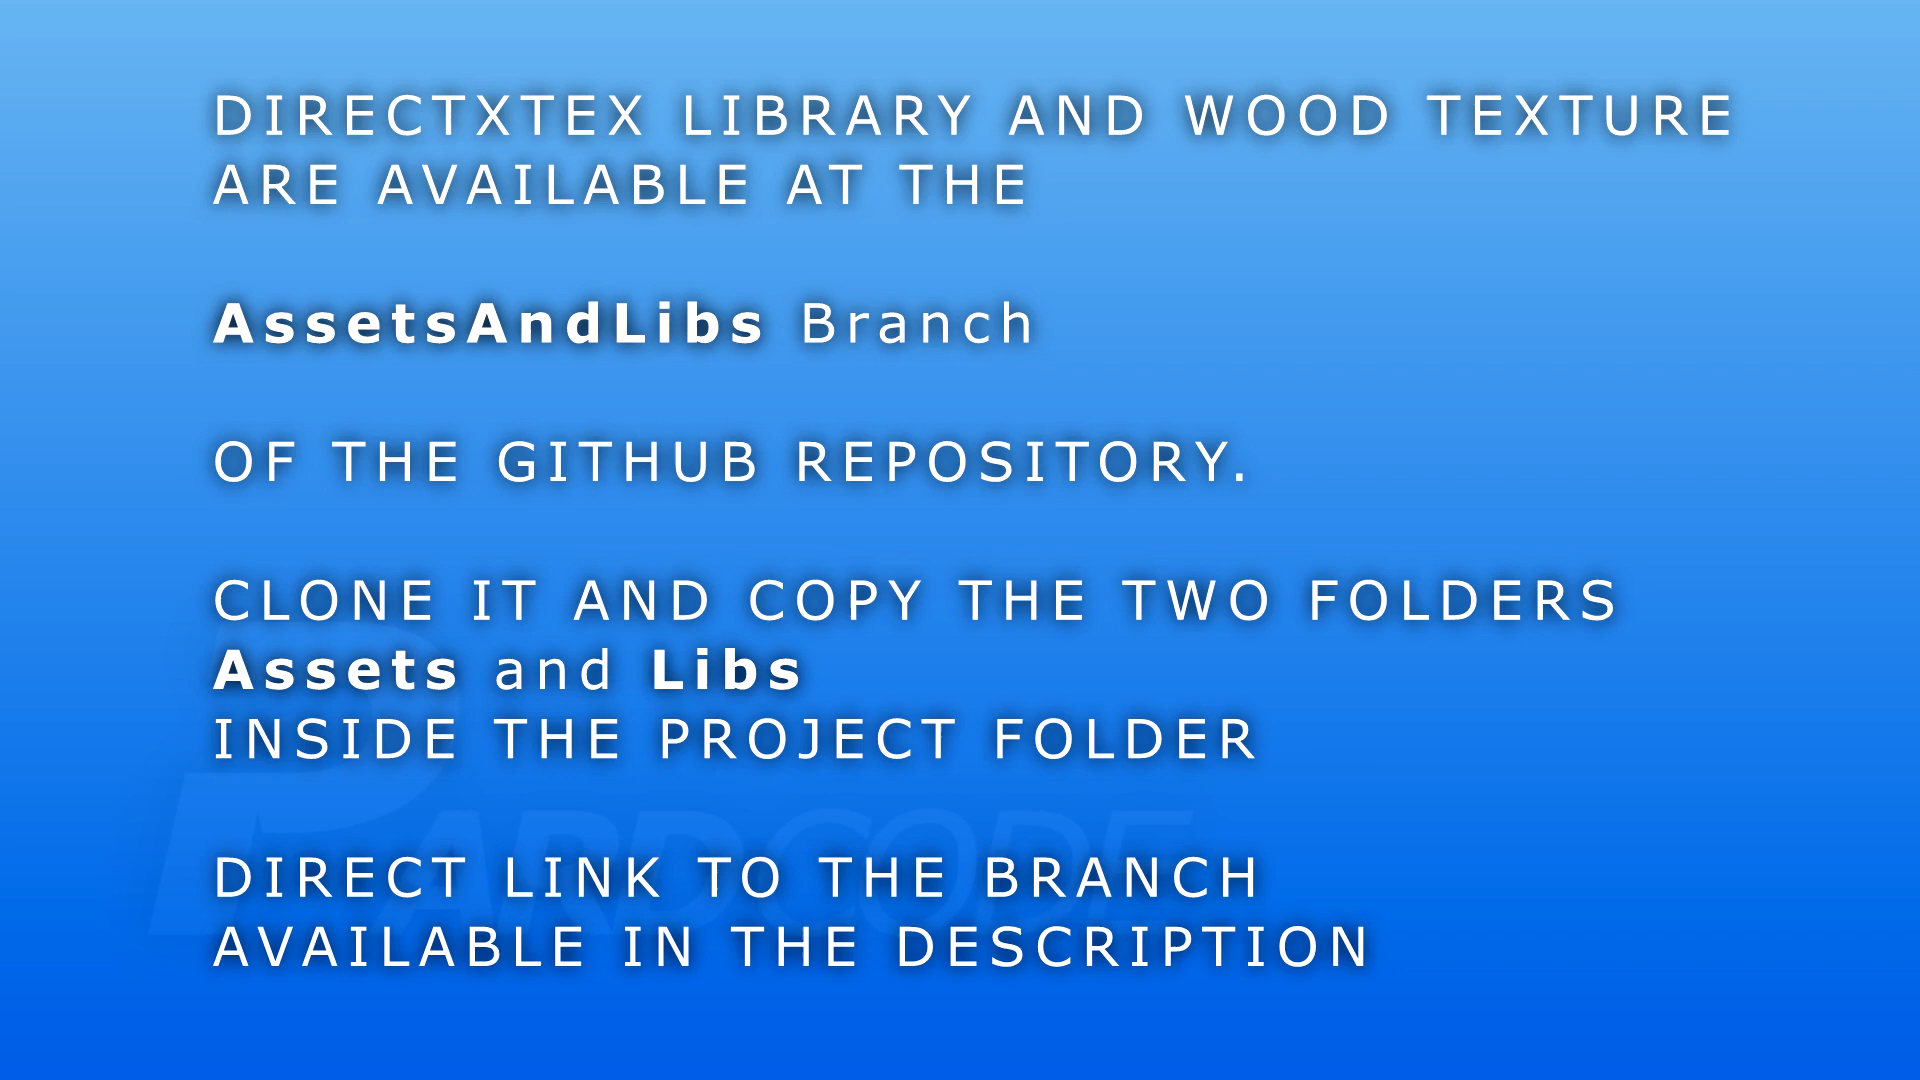 DIRECTXTEX LIBRARY AND WOOD TEXTURE
ARE AVAILABLE AT THE
AssetsAndLibs Branch
OF THE GITHUB REPOSITORY.
CLONE IT AND COPY THE TWO FOLDERS
Assets and Libs
INSIDE THE PROJECT FOLDER
PARDCODE
DIRECT LINK TO THE BRANCH
AVAILABLE IN THE DESCRIPTION